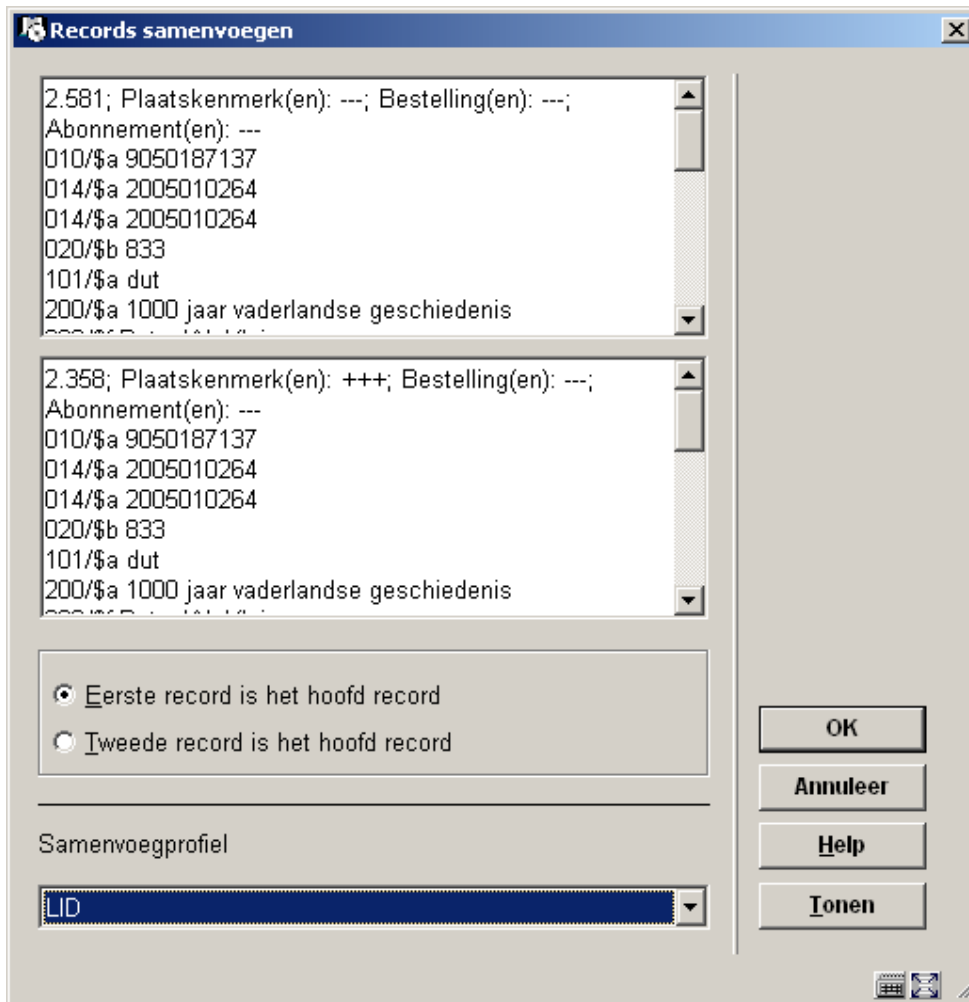 Records samenvoegen
2.581; Plaatskenmerk(en): ---; Bestelling(en): ---;
Abonnement(en): ---
010/$a 9050187137
014/$a 2005010264
014/$a 2005010264
020/$b 833
101/$a dut
200/$a 1000 jaar vaderlandse geschiedenis
2.358; Plaatskenmerk(en): +++; Bestelling(en): ---;
Abonnement(en): ---
010/$a 9050187137
014/$a 2005010264
014/$a 2005010264
020/$b 833
101/$a dut
200/$a 1000 jaar vaderlandse geschiedenis
Eerste record is het hoofd record
Tweede record is het hoofd record
OK
Annuleer
Samenvoegprofiel
Help
LID
Tonen